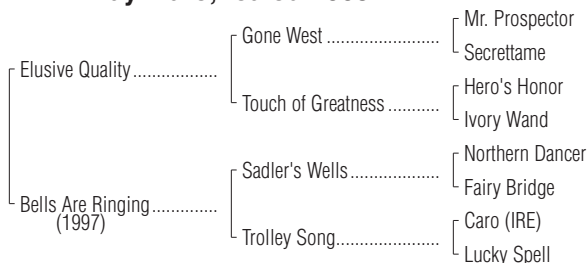 Mr. Prospector
Gone West
Secrettame
Elusive Quality
Hero's Honor
Touch of Greatness
Ivory Wand
Northern Dancer
Sadler's Wells
Fairy Bridge
Bells Are Ringing
(1997)
Caro (IRE)
Trolley Song
Lucky Spell